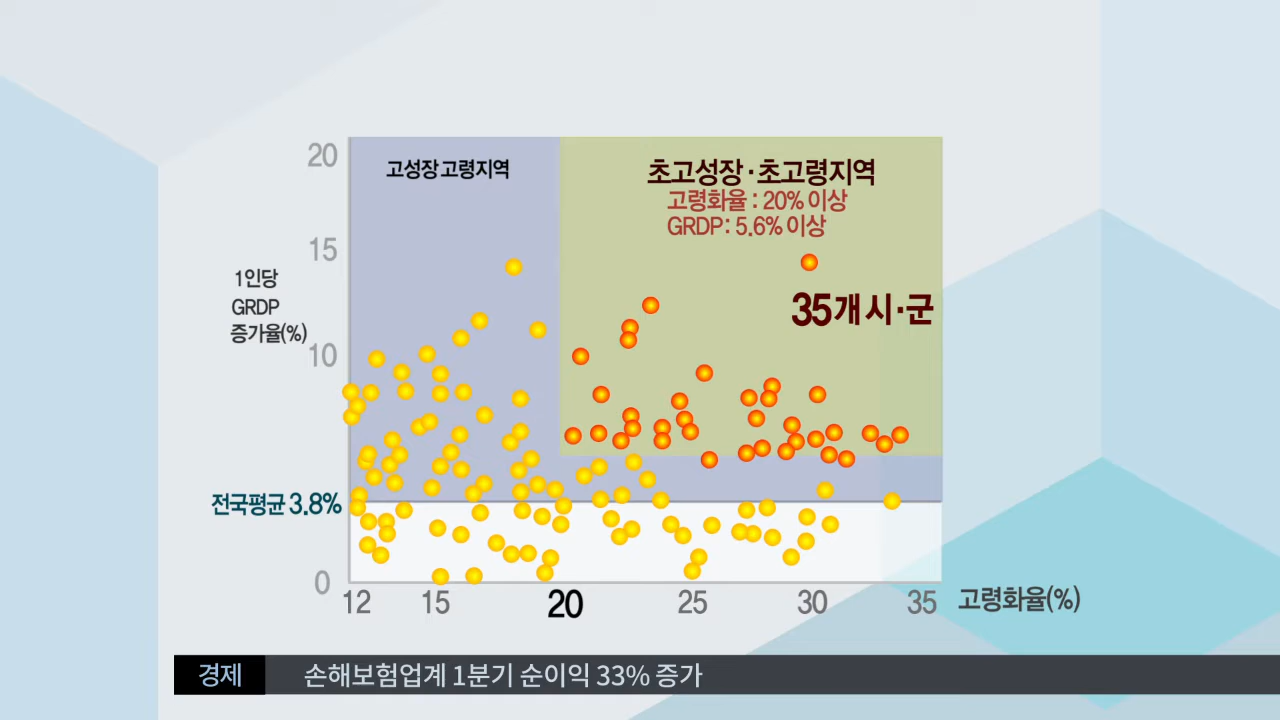 20
고성장 고령지역
초고성장·초고령지역
고령화율 : 20% 이상
GRDP : 5.6% 이상
15
1인당
GRDP
증가율(%)
35개 시·군
10
전국평균 3.8%
0
12 15 20 25 30 35 고령화율(%)
경제 손해보험업계 1분기 순이익 33% 증가